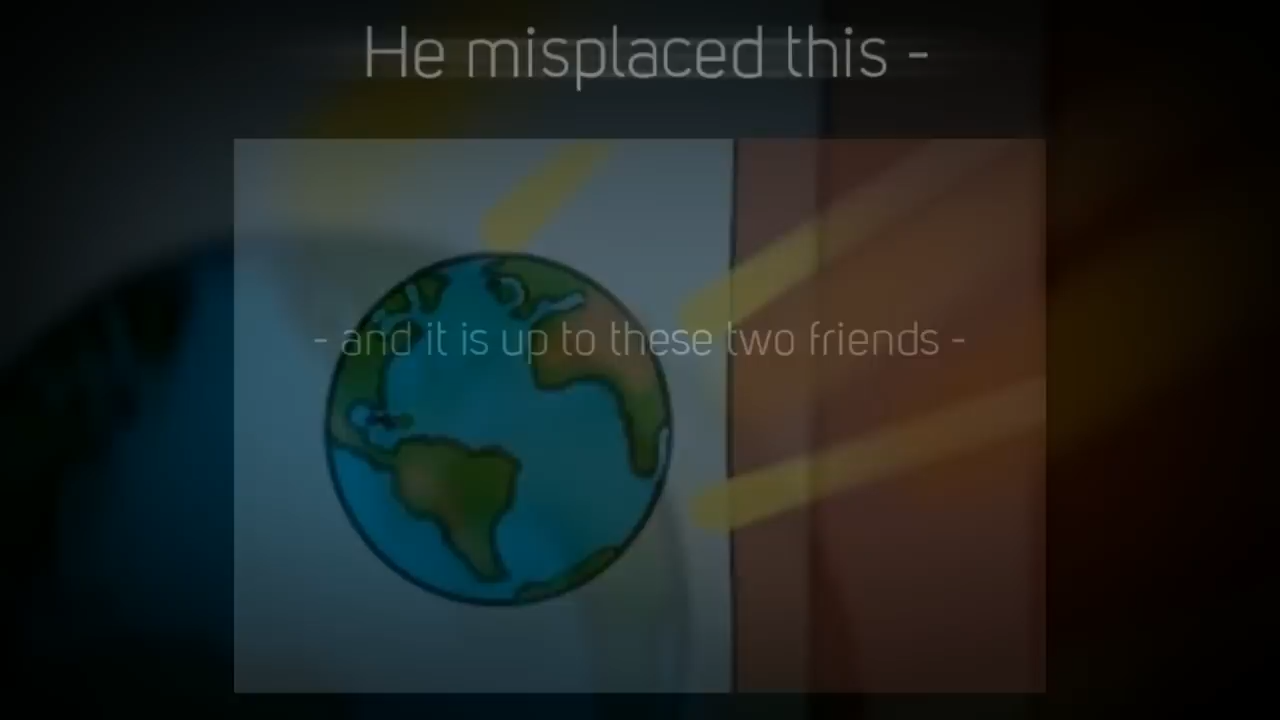 He misplaced this -
- and it is up to these two friends -